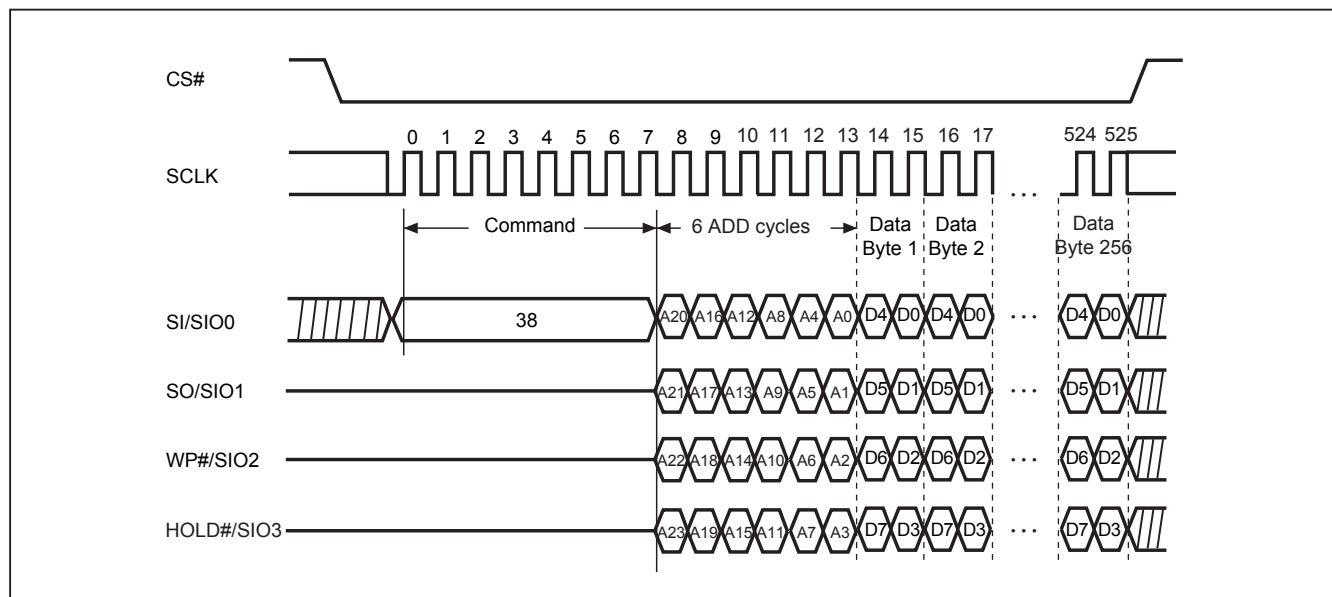 CS#
0 1 2 3 4 5 6 7 8 9 10 11 12 13 14 15 16 17 524 525
SCLK
...
Command 6 ADD cycles Data Byte 1 Data Byte 2 Data Byte 256
SI/SIO0 38 A20 A16 A12 A8 A4 A0 D4 D0 D4 D0 ... D4 D0
SO/SIO1 A21 A17 A13 A9 A5 A1 D5 D1 D5 D1 ... D5 D1
WP#/SIO2 A22 A18 A14 A10 A6 A2 D6 D2 D6 D2 ... D6 D2
HOLD#/SIO3 A23 A19 A15 A11 A7 A3 D7 D3 D7 D3 ... D7 D3